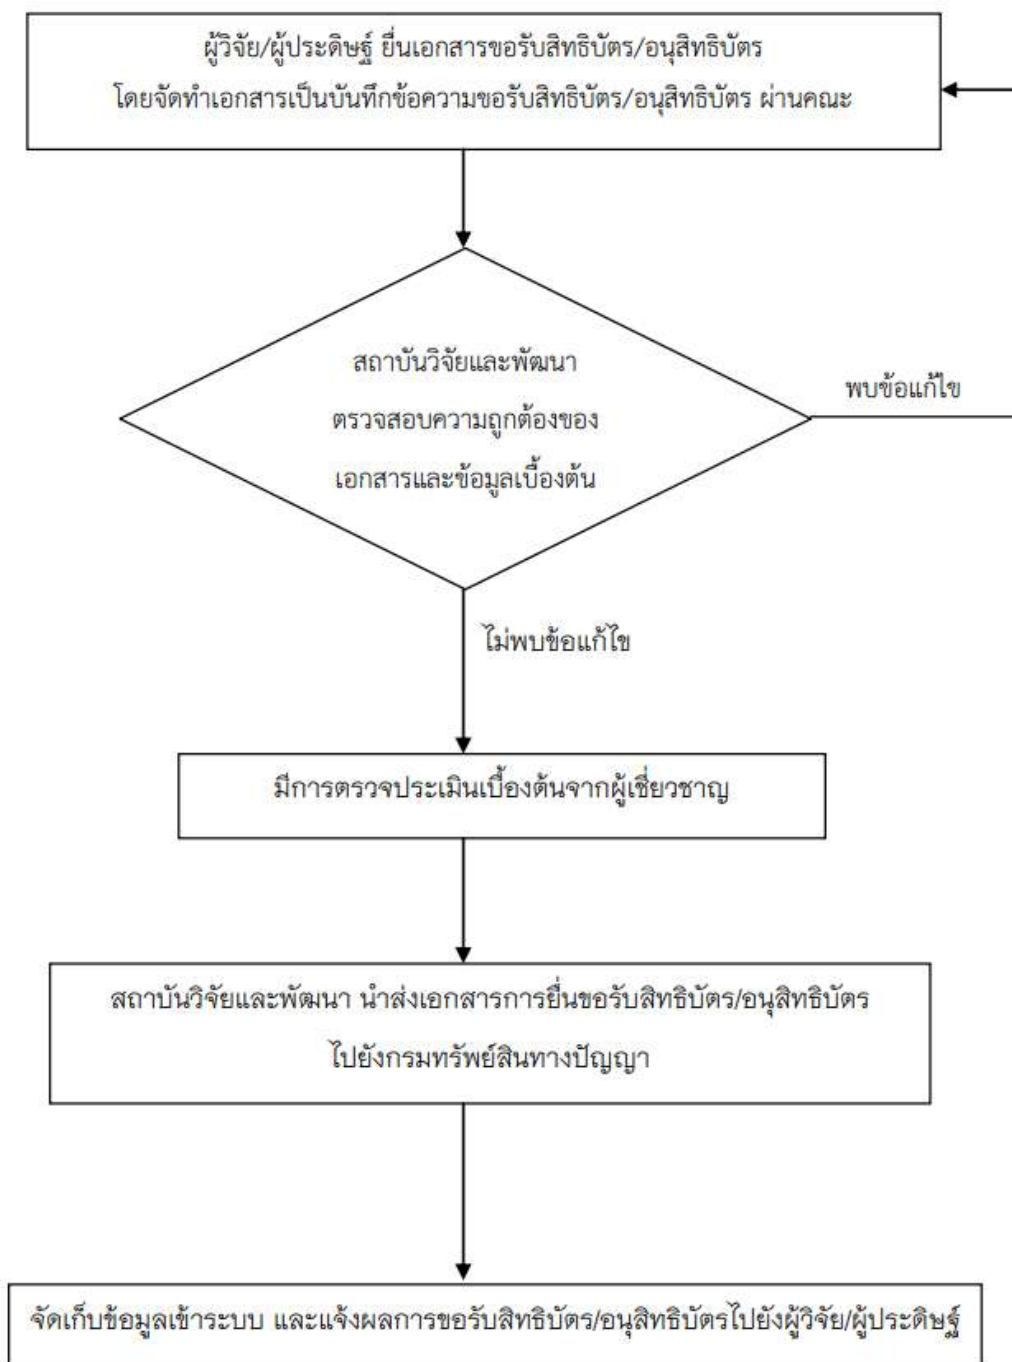 ผู้วิจัย/ผู้ประดิษฐ์ ยื่นเอกสารขอรับสิทธิบัตร/อนุสิทธิบัตร
โดยจัดทำเอกสารเป็นบันทึกข้อความขอรับสิทธิบัตร/อนุสิทธิบัตร ผ่านคณะ
สถาบันวิจัยและพัฒนา
ตรวจสอบความถูกต้องของ
เอกสารและข้อมูลเบื้องต้น
พบข้อแก้ไข
ไม่พบข้อแก้ไข
มีการตรวจประเมินเบื้องต้นจากผู้เชี่ยวชาญ
สถาบันวิจัยและพัฒนา นำส่งเอกสารการยื่นขอรับสิทธิบัตร/อนุสิทธิบัตร
ไปยังกรมทรัพย์สินทางปัญญา
จัดเก็บข้อมูลเข้าระบบ และแจ้งผลการขอรับสิทธิบัตร/อนุสิทธิบัตรไปยังผู้วิจัย/ผู้ประดิษฐ์